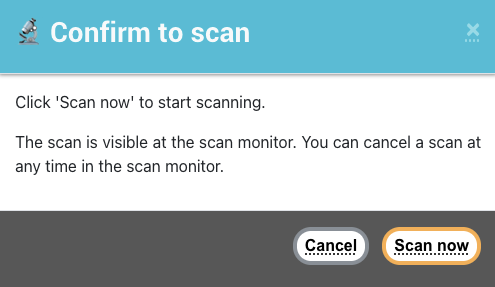 Confirm to scan
×
Click 'Scan now' to start scanning.
The scan is visible at the scan monitor. You can cancel a scan at
any time in the scan monitor.
Cancel
Scan now